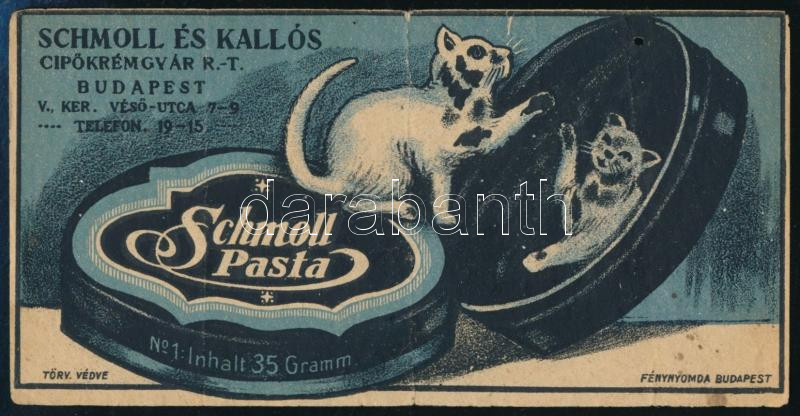 SCHMOLL ÉS KALLÓS
CIPŐKRÉMGYÁR R.-T.
BUDAPEST
V., KER. VÉSŐ-UTCA 7-9
TELEFON. 19-15
darabanth
Schmoll
Pasta
№1: Inhalt 35 Gramm.
TÖRV. VÉDVE
FÉNYNYOMDA BUDAPEST